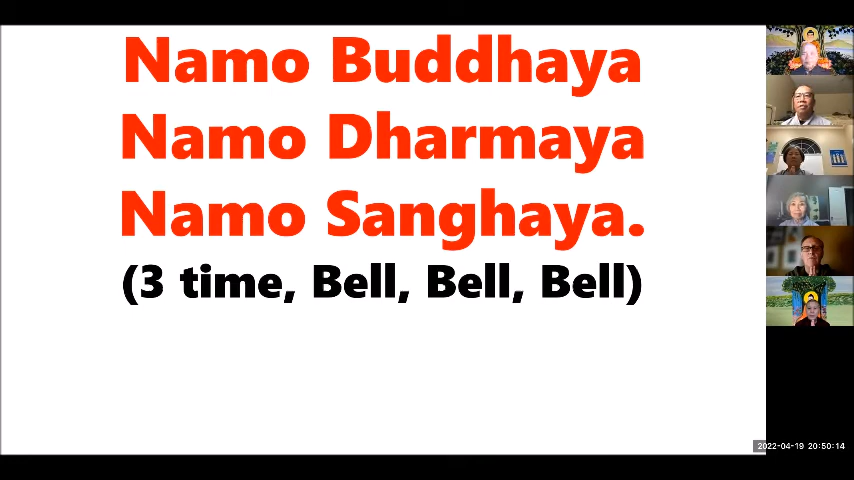 Namo Buddhaya
Namo Dharmaya
Namo Sanghaya.
(3 time, Bell, Bell, Bell)
2022-04-19 20:50:14